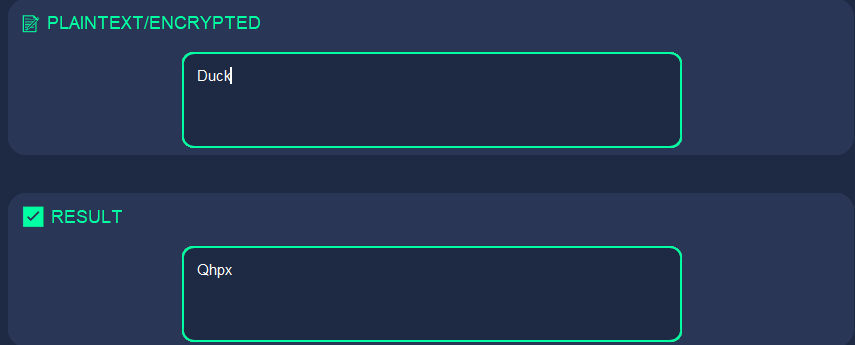 PLAINTEXT/ENCRYPTED
Duck
RESULT
Qhpx